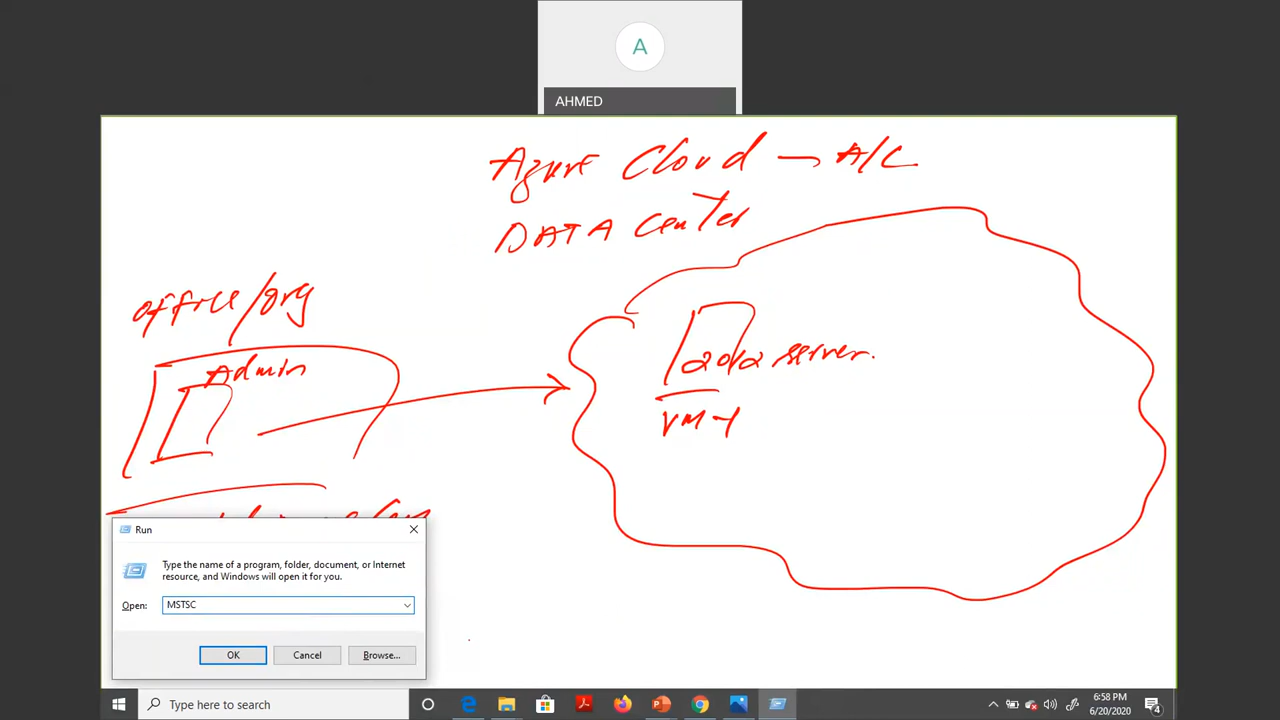 A
AHMED
Azure Cloud → A/C
DATA Center
office/org
Admin
2012 server.
VM-1
Run
Type the name of a program, folder, document, or Internet
resource, and Windows will open it for you.
Open: MSTSC
OK Cancel Browse...
Type here to search
6:58 PM
6/20/2020
4